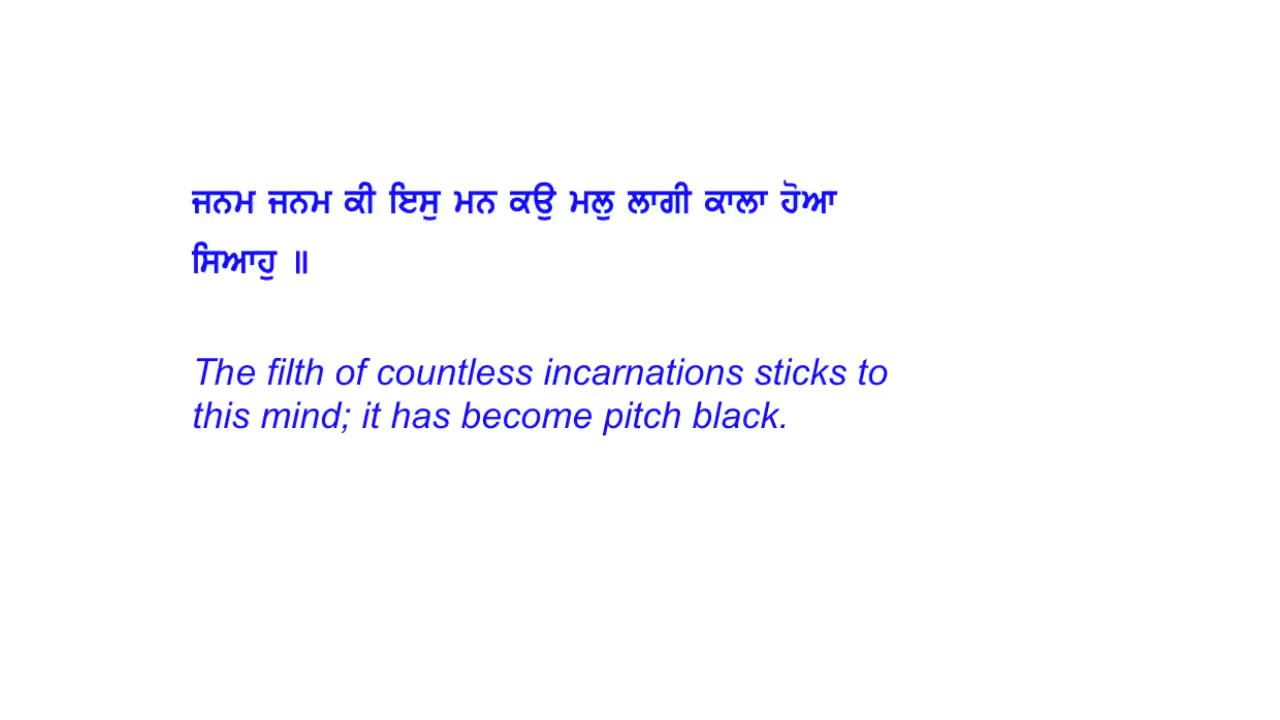 ਜਨਮ ਜਨਮ ਕੀ ਇਸੁ ਮਨ ਕਉ ਮਲੁ ਲਾਗੀ ਕਾਲਾ ਹੋਆ
ਸਿਆਹੁ ॥
The filth of countless incarnations sticks to
this mind; it has become pitch black.